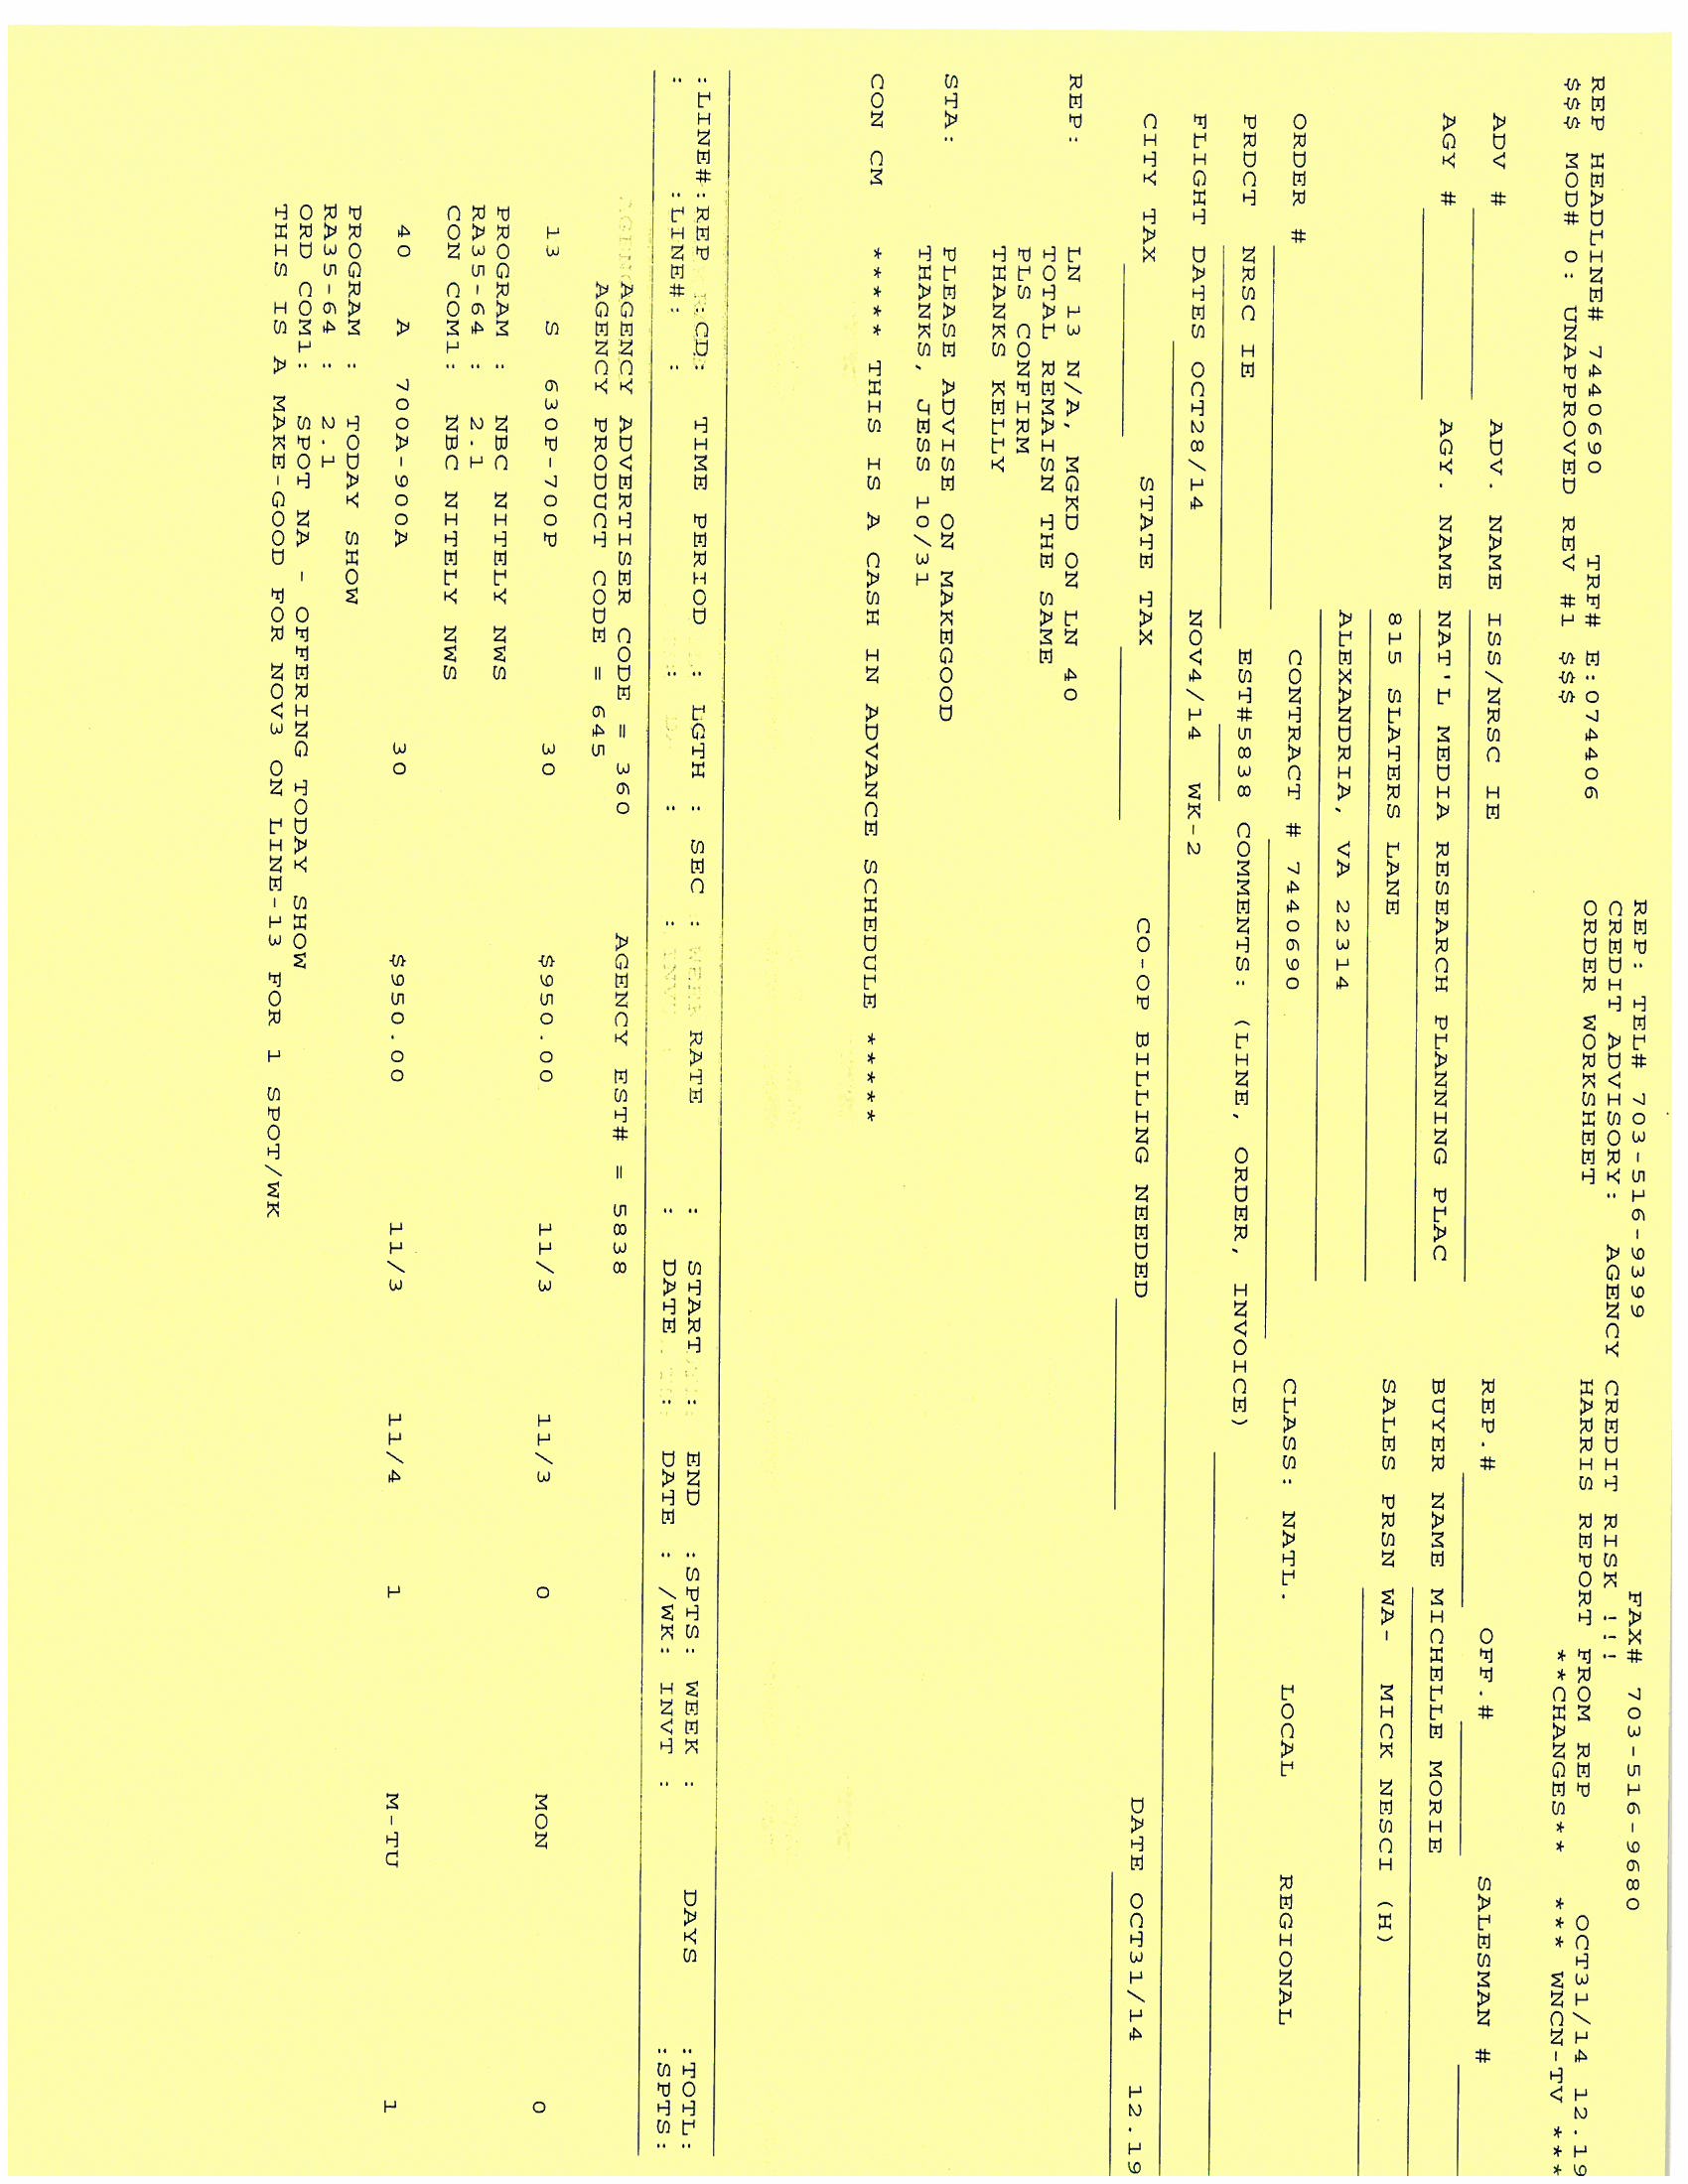 REP: TEL# 703-516-9399 FAX# 703-516-9680
CREDIT ADVISORY: AGENCY CREDIT RISK !!!
ORDER WORKSHEET HARRIS REPORT FROM REP OCT31/14 12.19
REP HEADLINE# 7440690 TRF# E:074406 **CHANGES** *** WNCN-TV ***
$$$ MOD# 0: UNAPPROVED REV #1 $$$
ADV # ADV. NAME ISS/NRSC IE REP.# OFF.# SALESMAN #
AGY # AGY. NAME NAT'L MEDIA RESEARCH PLANNING PLAC BUYER NAME MICHELLE MORIE
815 SLATERS LANE SALES PRSN WA- MICK NESCI (H)
ALEXANDRIA, VA 22314
ORDER # CONTRACT # 7440690 CLASS: NATL. LOCAL REGIONAL
PRDCT NRSC IE EST#5838 COMMENTS: (LINE, ORDER, INVOICE)
FLIGHT DATES OCT28/14 NOV4/14 WK-2
CITY TAX STATE TAX CO-OP BILLING NEEDED DATE OCT31/14 12.19
REP: LN 13 N/A, MGKD ON LN 40
TOTAL REMAISN THE SAME
PLS CONFIRM
THANKS KELLY
STA: PLEASE ADVISE ON MAKEGOOD
THANKS, JESS 10/31
CON CM ***** THIS IS A CASH IN ADVANCE SCHEDULE *****
:LINE#:REP :CD: TIME PERIOD : LGTH : SEC : RATE : START : END :SPTS: WEEK : DAYS :TOTL:
: :LINE#: : : : : : DATE : DATE : /WK: INVT : :SPTS:
AGENCY ADVERTISER CODE = 360 AGENCY EST# = 5838
AGENCY PRODUCT CODE = 645
13 S 630P-700P 30 $950.00 11/3 11/3 0 MON 0
PROGRAM : NBC NITELY NWS
RA35-64 : 2.1
CON COM1: NBC NITELY NWS
40 A 700A-900A 30 $950.00 11/3 11/4 1 M-TU 1
PROGRAM : TODAY SHOW
RA35-64 : 2.1
ORD COM1: SPOT NA - OFFERING TODAY SHOW
THIS IS A MAKE-GOOD FOR NOV3 ON LINE-13 FOR 1 SPOT/WK